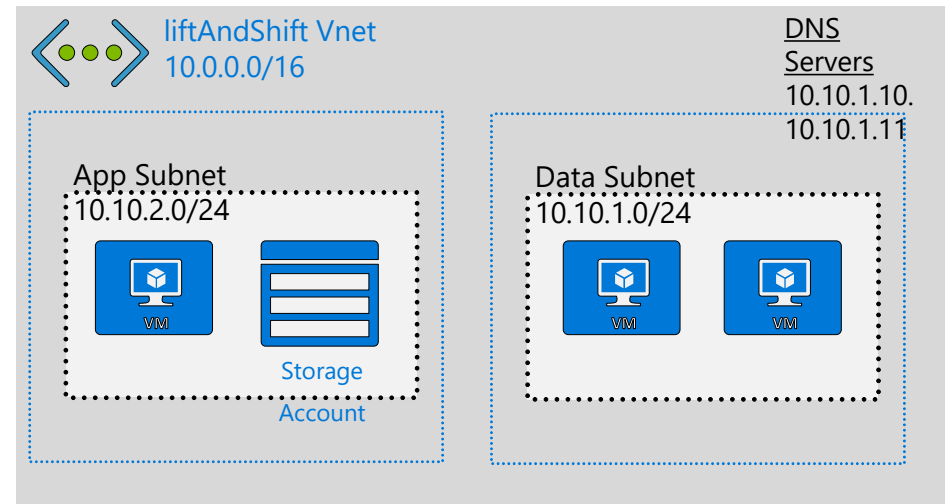 liftAndShift Vnet
10.0.0.0/16
DNS
Servers
10.10.1.10.
10.10.1.11
App Subnet
10.10.2.0/24
VM
Storage
Account
Data Subnet
10.10.1.0/24
VM
VM